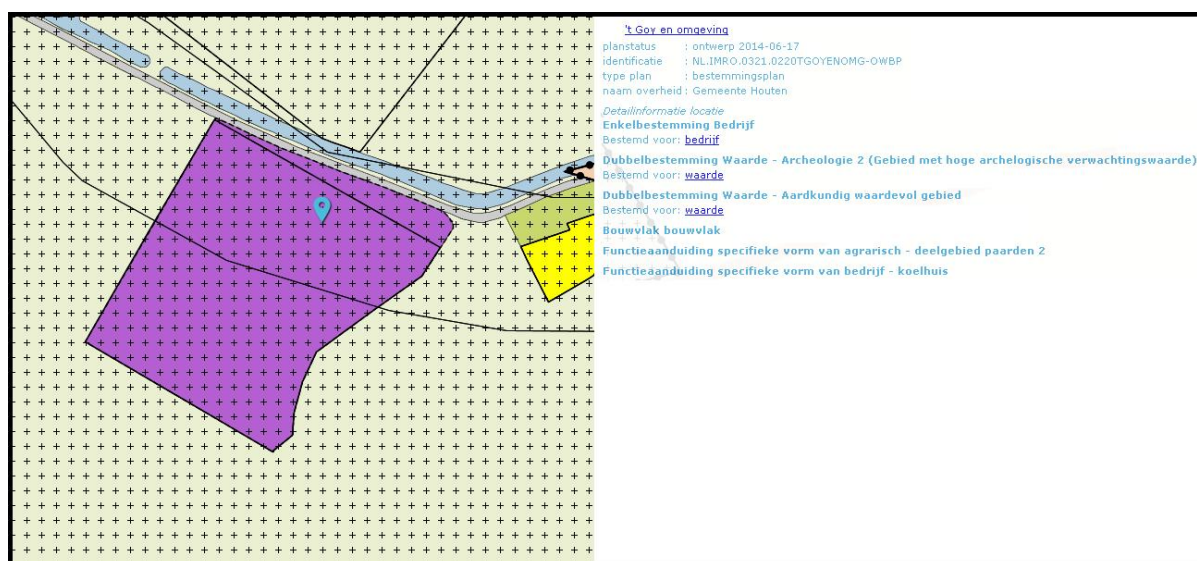 't Goy en omgeving
planstatus : ontwerp 2014-06-17
identificatie : NL.IMRO.0321.0220TGOYENOMG-OWBP
type plan : bestemmingsplan
naam overheid : Gemeente Houten
Detailinformatie locatie
Enkelbestemming Bedrijf
Bestemd voor: bedrijf
Dubbelbestemming Waarde - Archeologie 2 (Gebied met hoge archelogische verwachtingswaarde)
Bestemd voor: waarde
Dubbelbestemming Waarde - Aardkundig waardevol gebied
Bestemd voor: waarde
Bouwvlak bouwvlak
Functieaanduiding specifieke vorm van agrarisch - deelgebied paarden 2
Functieaanduiding specifieke vorm van bedrijf - koelhuis